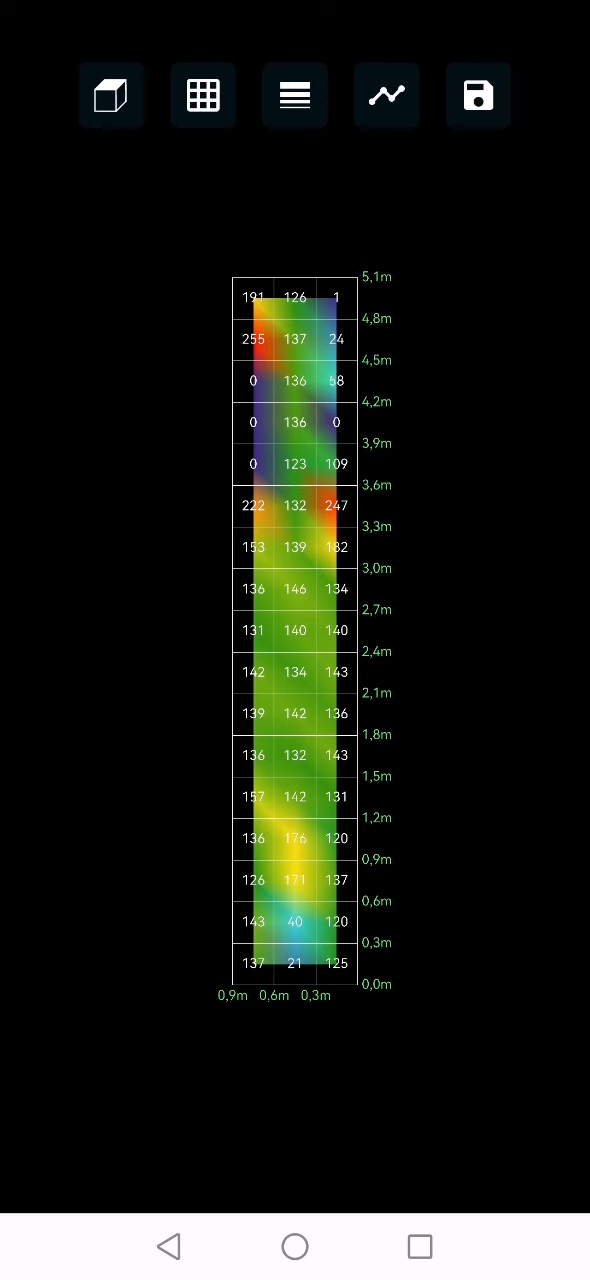 5,1m
191 126 1
4,8m
255 137 24
4,5m
0 136 58
4,2m
0 136 0
3,9m
0 123 109
3,6m
222 132 247
3,3m
153 139 182
3,0m
136 146 134
2,7m
131 140 140
2,4m
142 134 143
2,1m
139 142 136
1,8m
136 132 143
1,5m
157 142 131
1,2m
136 176 120
0,9m
126 171 137
0,6m
143 40 120
0,3m
137 21 125
0,0m
0,9m 0,6m 0,3m